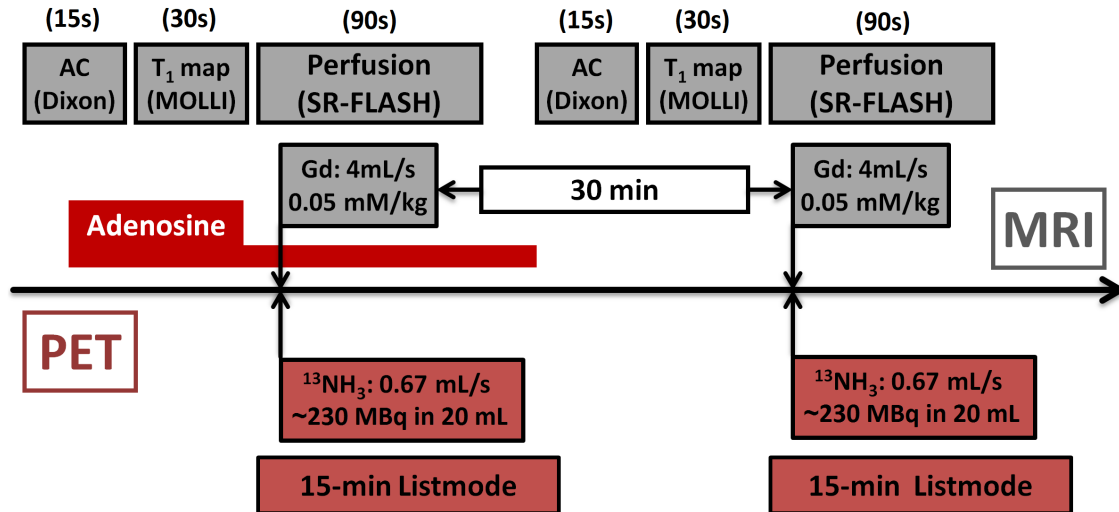 (15s) (30s) (90s) (15s) (30s) (90s)
AC
(Dixon)
T₁ map
(MOLLI)
Perfusion
(SR-FLASH)
AC
(Dixon)
T₁ map
(MOLLI)
Perfusion
(SR-FLASH)
Gd: 4mL/s
0.05 mM/kg
30 min
Gd: 4mL/s
0.05 mM/kg
Adenosine
MRI
PET
¹³NH₃: 0.67 mL/s
~230 MBq in 20 mL
¹³NH₃: 0.67 mL/s
~230 MBq in 20 mL
15-min Listmode
15-min Listmode